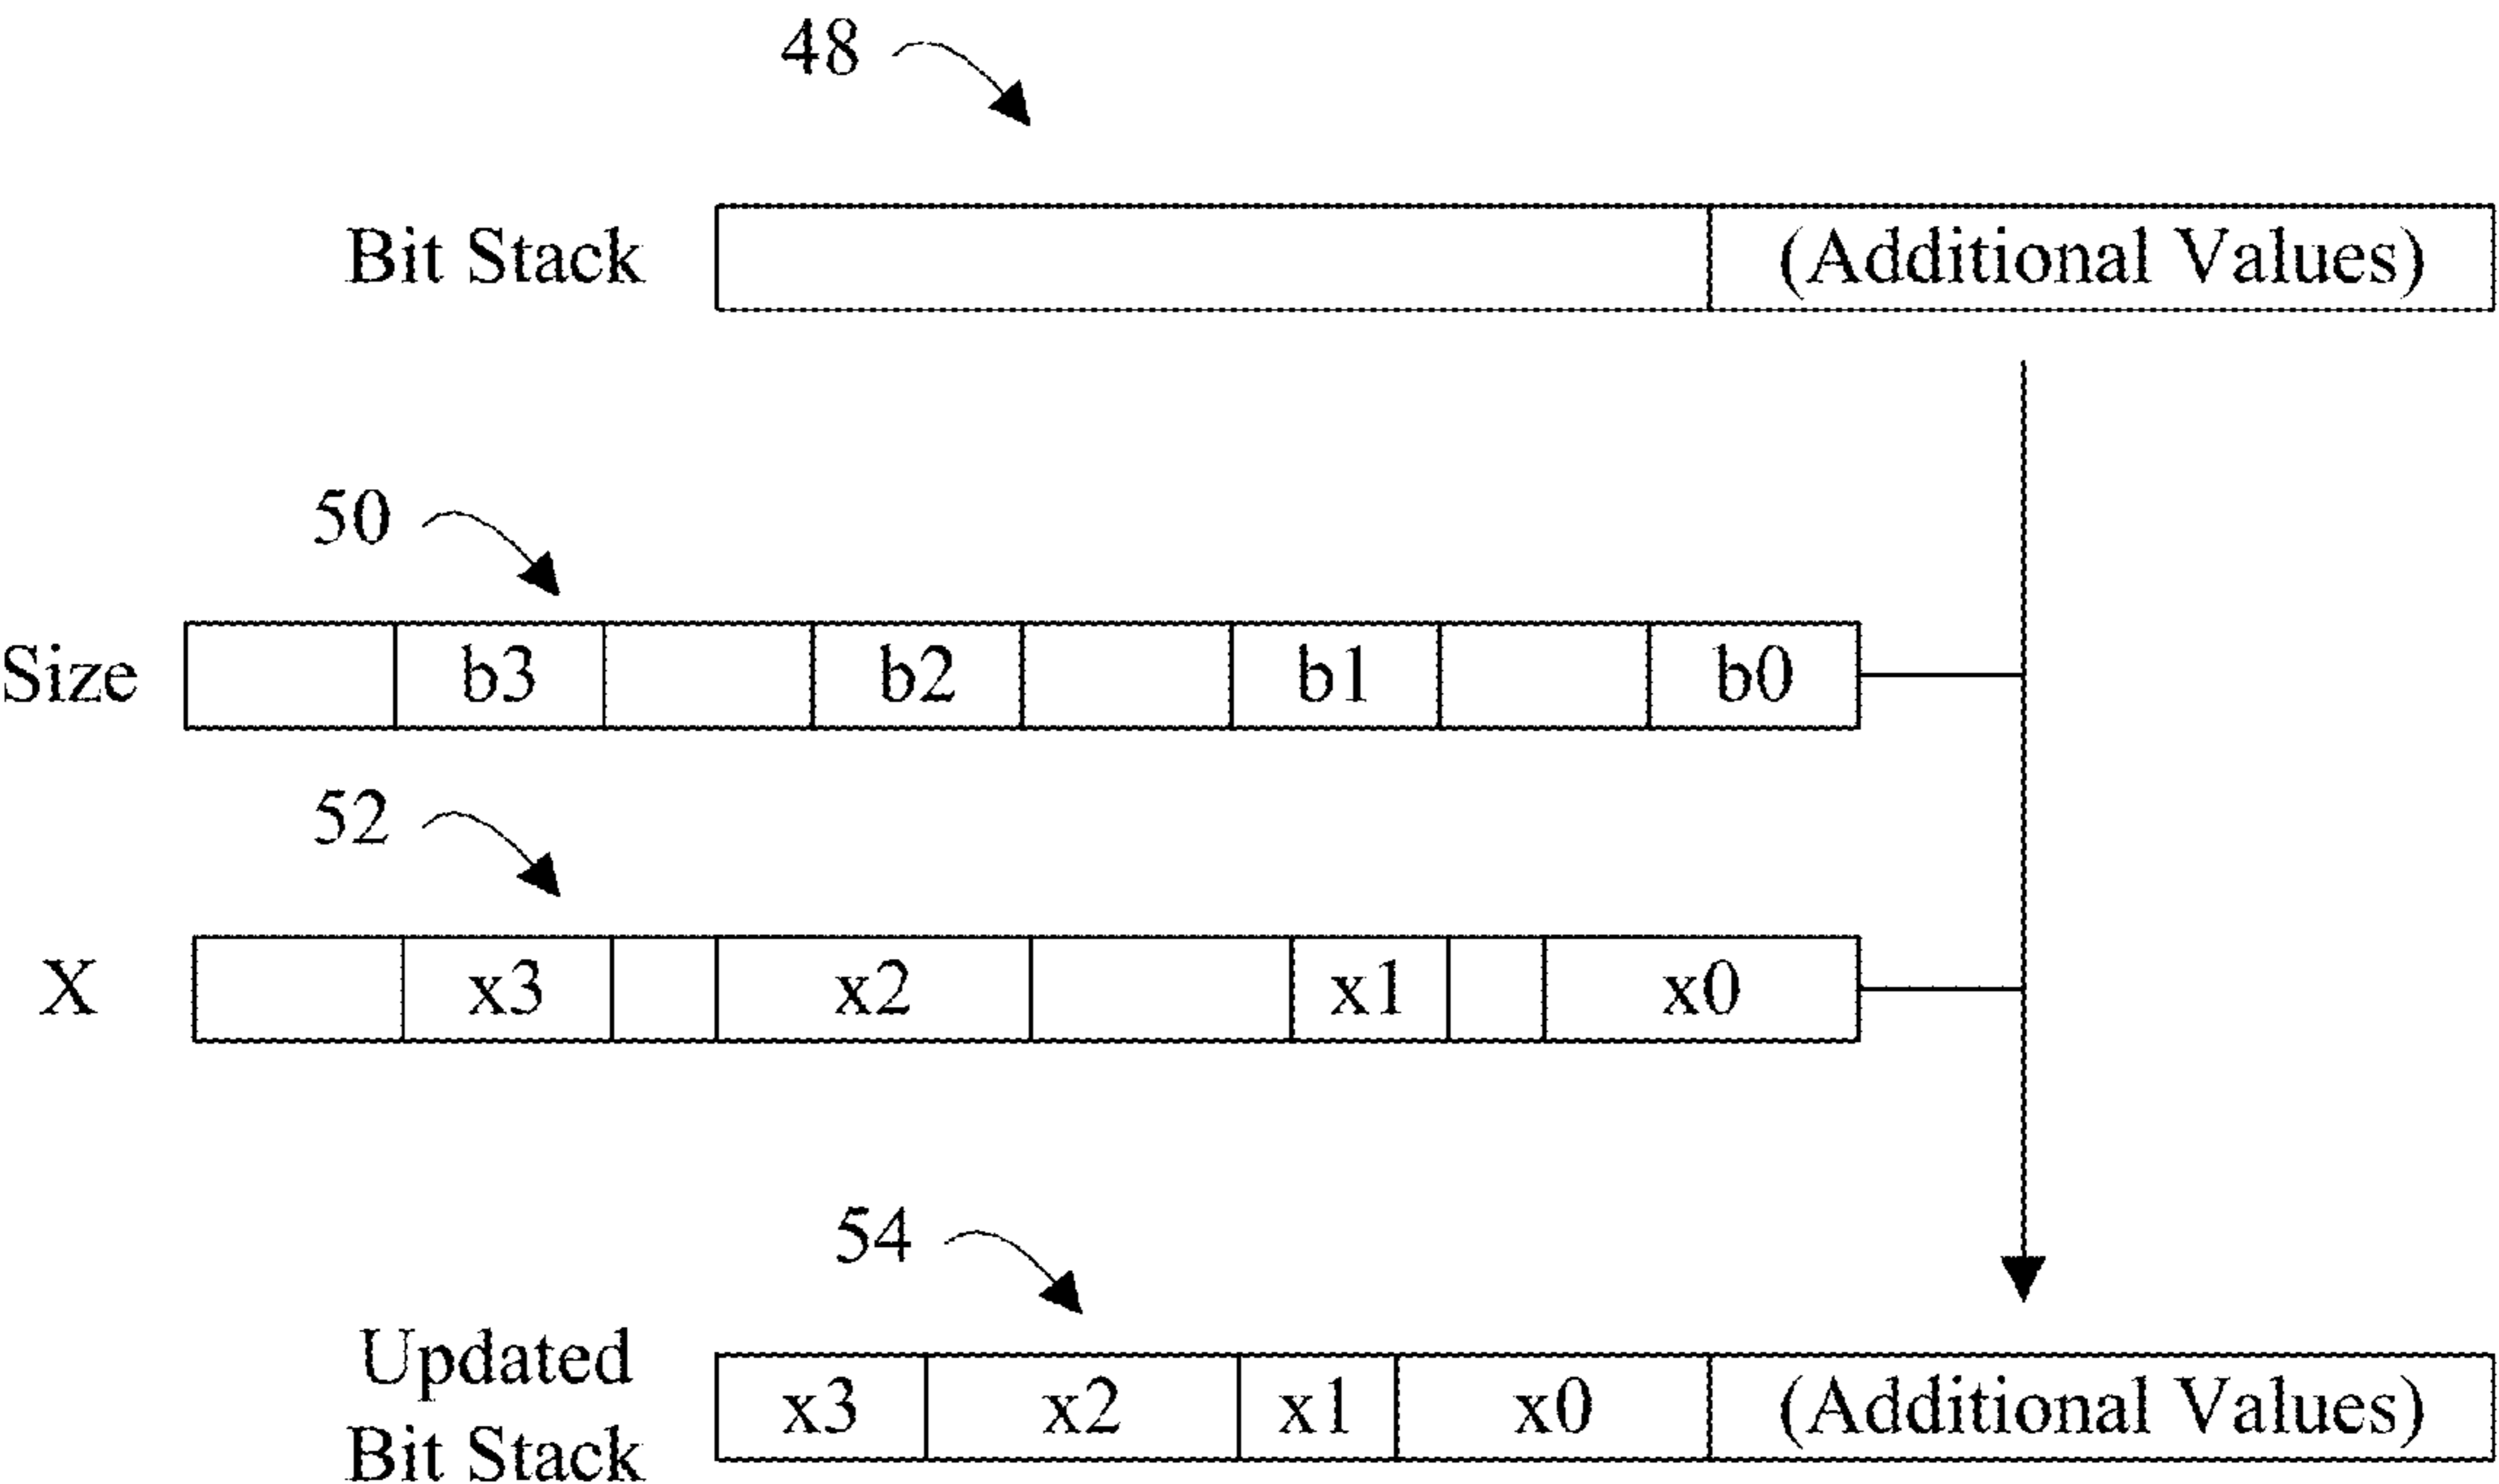 48
Bit Stack (Additional Values)
50
Size b3 b2 b1 b0
52
X x3 x2 x1 x0
54
Updated
Bit Stack x3 x2 x1 x0 (Additional Values)